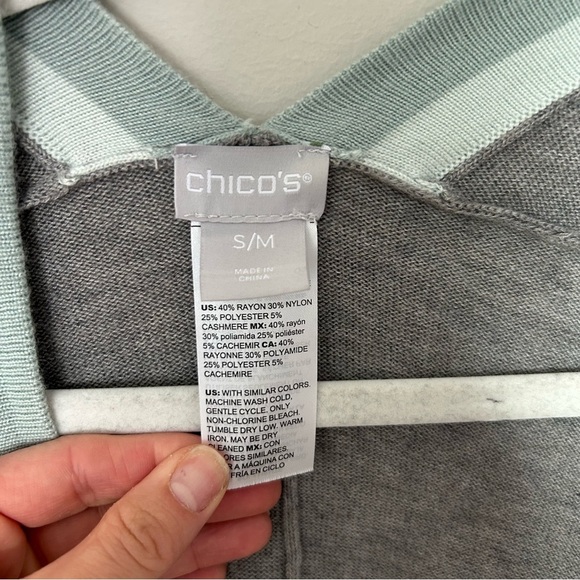 chico's®
S/M
MADE IN
CHINA
US: 40% RAYON 30% NYLON
25% POLYESTER 5%
CASHMERE MX: 40% rayón
30% poliamida 25% poliéster
5% CACHEMIR CA: 40%
RAYONNE 30% POLYAMIDE
25% POLYESTER 5%
CACHEMIRE
US: WITH SIMILAR COLORS.
MACHINE WASH COLD.
GENTLE CYCLE. ONLY
NON-CHLORINE BLEACH.
TUMBLE DRY LOW. WARM
IRON. MAY BE DRY
CLEANED MX: CON
ORES SIMILARES.
R A MÁQUINA CON
FRÍA EN CICLO